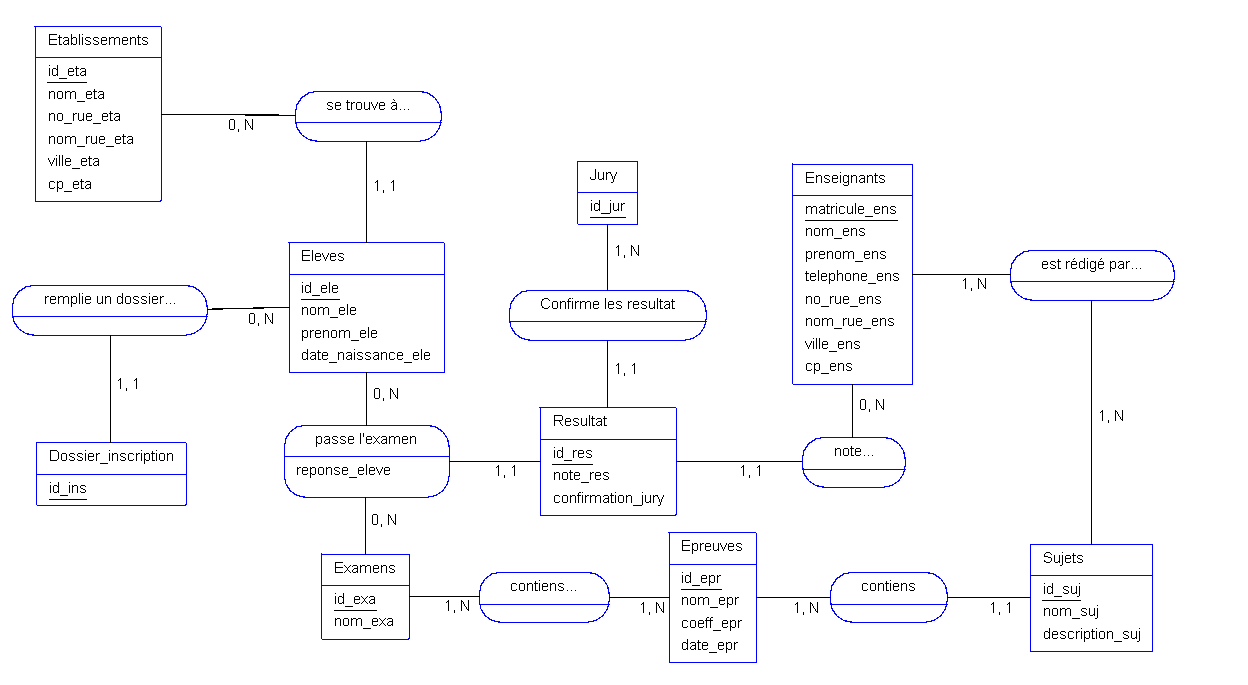 Etablissements
id_eta
nom_eta
no_rue_eta
nom_rue_eta
ville_eta
cp_eta
0, N
se trouve à...
1, 1
Eleves
id_ele
nom_ele
prenom_ele
date_naissance_ele
remplie un dossier...
0, N
1, 1
Dossier_inscription
id_ins
0, N
passe l'examen
reponse_eleve
0, N
1, 1
Jury
id_jur
1, N
Confirme les resultat
1, 1
Resultat
id_res
note_res
confirmation_jury
1, 1
note...
0, N
Enseignants
matricule_ens
nom_ens
prenom_ens
telephone_ens
no_rue_ens
nom_rue_ens
ville_ens
cp_ens
1, N
est rédigé par...
1, N
Examens
id_exa
nom_exa
1, N
contiens...
1, N
Epreuves
id_epr
nom_epr
coeff_epr
date_epr
1, N
contiens
1, 1
Sujets
id_suj
nom_suj
description_suj